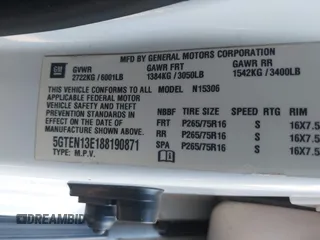 MFD BY GENERAL MOTORS CORPORATION
GM
GVWR GAWR FRT GAWR RR
2722KG / 6001LB 1384KG / 3050LB 1542KG / 3400LB
THIS VEHICLE CONFORMS TO ALL
APPLICABLE FEDERAL MOTOR
VEHICLE SAFETY AND
THEFT PREVENTION
STANDARDS IN EFFECT ON
THE DATE OF MANUFACTURE
SHOWN ABOVE.
5GTEN13E188190871
TYPE: M.P.V.
MODEL N15306
NBBF TIRE SIZE SPEED RTG RIM
FRT P265/75R16 S 16X7.5
RR P265/75R16 S 16X7.5
SPA P265/75R16 S 16X7.5
DreamBid